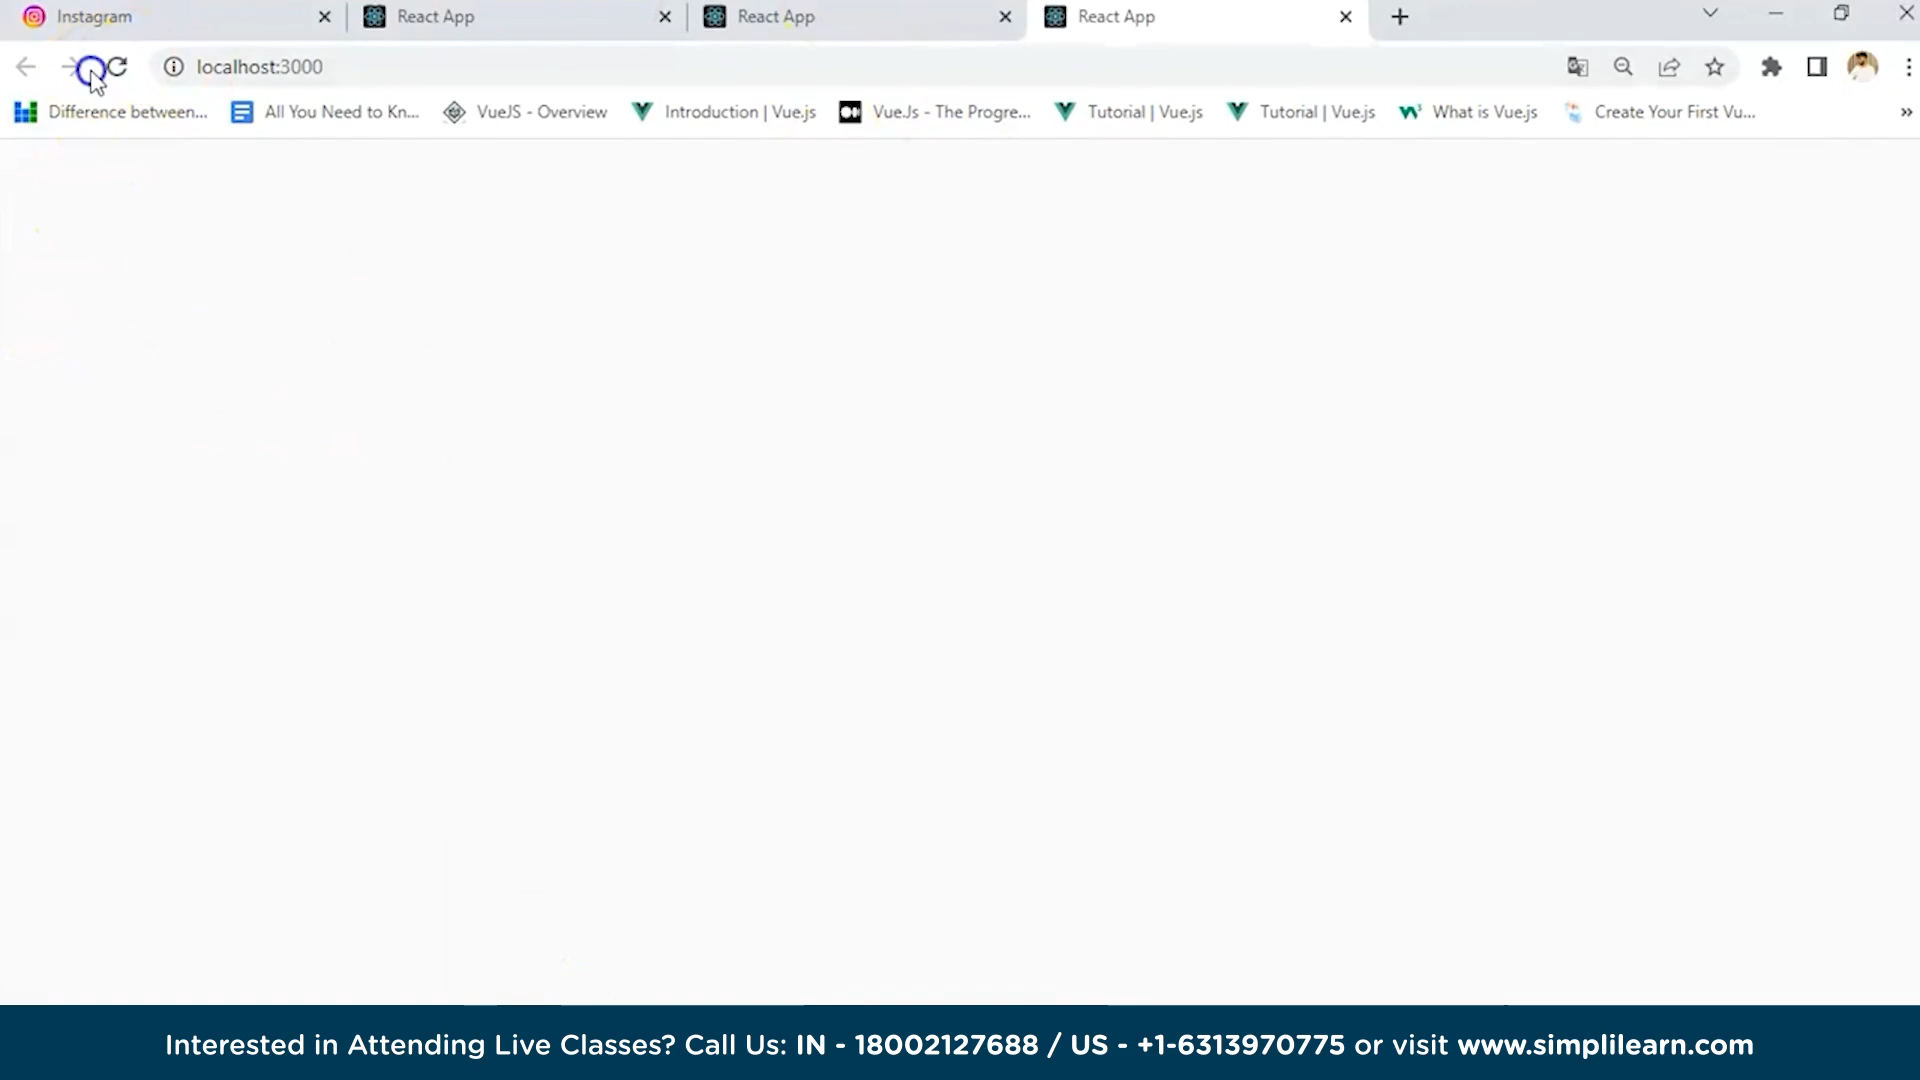 Instagram
React App
React App
React App
localhost:3000
Difference between...
All You Need to Kn...
VueJS - Overview
Introduction | Vue.js
Vue.Js - The Progre...
Tutorial | Vue.js
Tutorial | Vue.js
What is Vue.js
Create Your First Vu...
Interested in Attending Live Classes? Call Us: IN - 18002127688 / US - +1-6313970775 or visit www.simplilearn.com